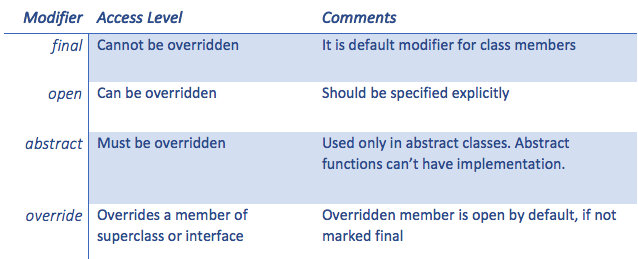 Modifier Access Level Comments
final Cannot be overridden It is default modifier for class members
open Can be overridden Should be specified explicitly
abstract Must be overridden Used only in abstract classes. Abstract
functions can't have implementation.
override Overrides a member of Overridden member is open by default, if not
superclass or interface marked final